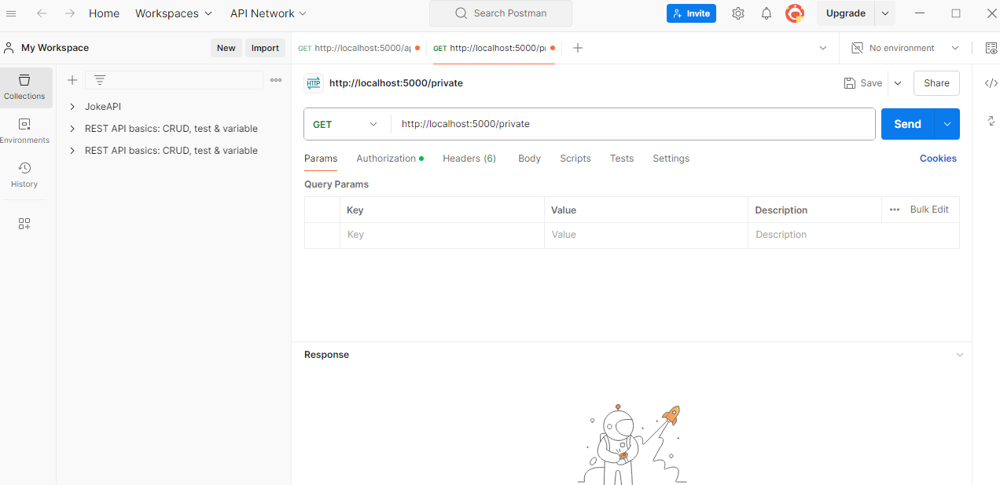 Home Workspaces API Network Search Postman Invite Upgrade
My Workspace New Import GET http://localhost:5000/a GET http://localhost:5000/p No environment
Collections
Environments
History
JokeAPI
REST API basics: CRUD, test & variable
REST API basics: CRUD, test & variable
HTTP http://localhost:5000/private Save Share
GET http://localhost:5000/private Send
Params Authorization Headers (6) Body Scripts Tests Settings Cookies
Query Params
Key Value Description Bulk Edit
Key Value Description
Response